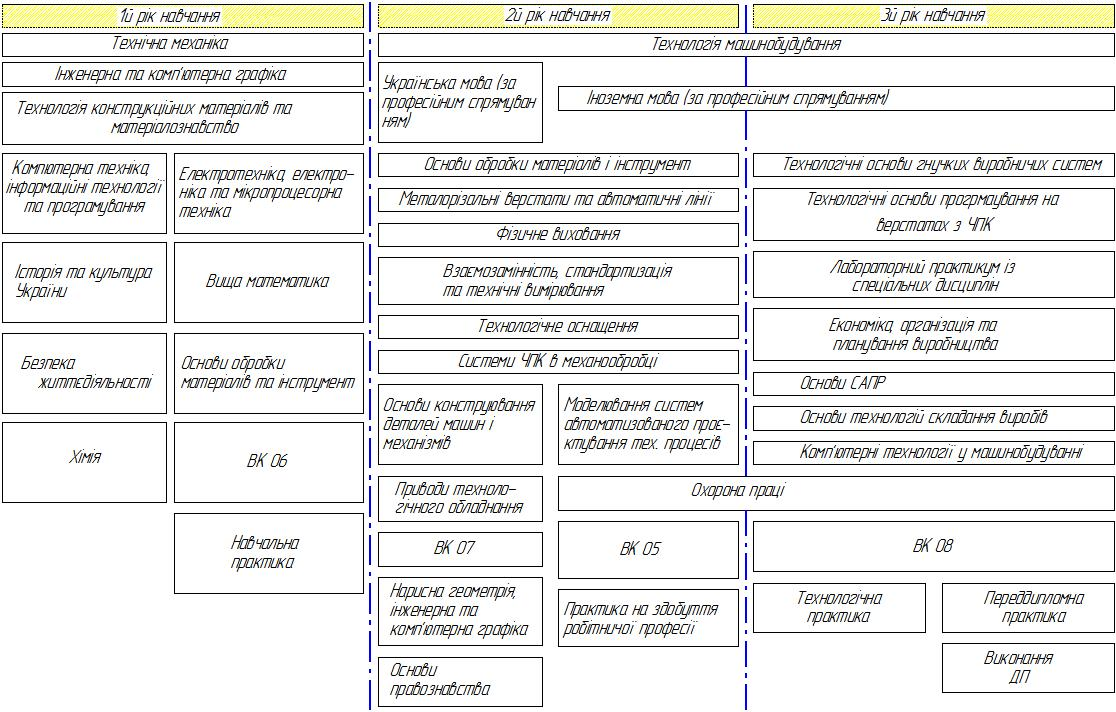 1й рік навчання
2й рік навчання
3й рік навчання
Технічна механіка
Технологія машинобудування
Інженерна та комп'ютерна графіка
Українська мова (за
професійним спрямуван
ням)
Іноземна мова (за професійним спрямуванням)
Технологія конструкційних матеріалів та
матеріолознавство
Компютерна техніка,
інформаційні технології
та програмування
Електротехніка, електро-
ніка та мікропроцесорна
техніка
Основи обробки матеріалів і інструмент
Технологічні основи гнучких виробничих систем
Металорізальні верстати та автоматичні лінії
Технологічні основи прогрмаування на
верстатах з ЧПК
Фізичне виховання
Історія та культура
України
Вища математика
Взаємозамінність, стандартизація
та технічні вимірювання
Лабораторний практикум із
спеціальних дисциплін
Технологічне оснащення
Економіка, організація та
планування виробництва
Безпека
життєдіяльності
Основи обробки
матеріалів та інструмент
Системи ЧПК в механообробці
Основи САПР
Основи конструювання
деталей машин і
механізмів
Моделювання систем
автоматизованого проє-
ктування тех. процесів
Основи технологій складання виробів
Хімія
ВК 06
Комп'ютерні технології у машинобудуванні
Приводи техноло-
гічного обладнання
Охорона праці
Навчальна
практика
ВК 07
ВК 05
ВК 08
Нарисна геометрія,
інженерна та
комп'ютерна графіка
Практика на здобуття
робітничої професії
Технологічна
практика
Переддипломна
практика
Основи
правознавства
Виконання
ДП